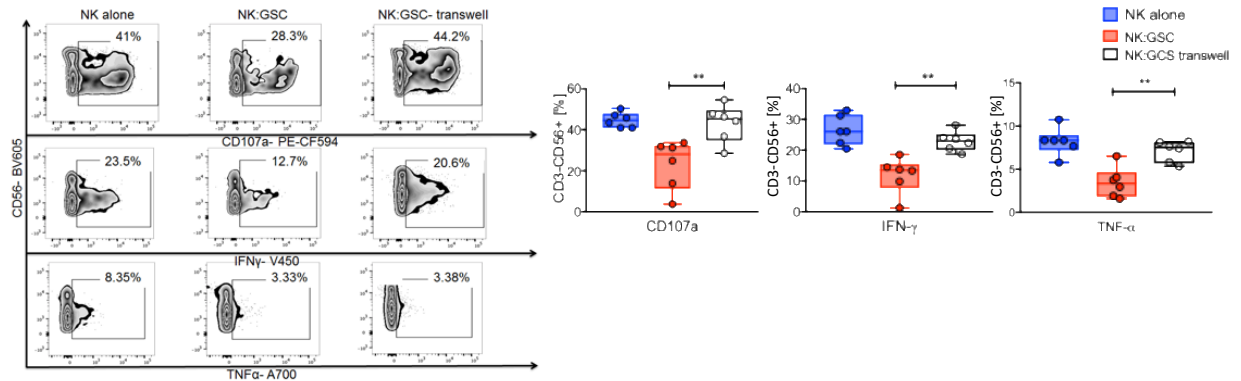 NK alone NK:GSC NK:GSC- transwell
41% 28.3% 44.2%
CD107a- PE-CF594
23.5% 12.7% 20.6%
IFNγ- V450
8.35% 3.33% 3.38%
TNFα- A700
CD56- BV605
NK alone
NK:GSC
NK:GCS transwell
CD3-CD56+ [%]
60
40
20
0
**
CD107a
CD3-CD56+ [%]
40
30
20
10
0
**
IFN-γ
CD3-CD56+ [%]
15
10
5
0
**
TNF-α